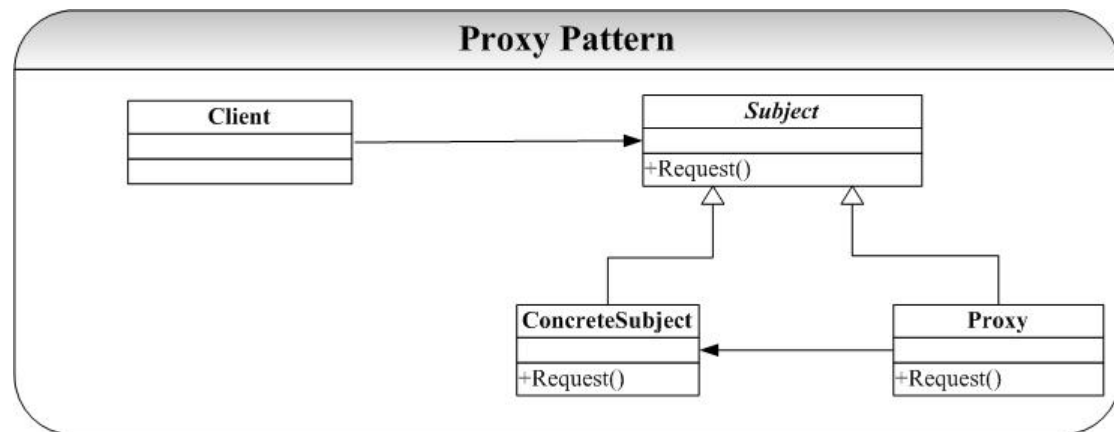 Proxy Pattern
Client
Subject
+Request()
ConcreteSubject
+Request()
Proxy
+Request()